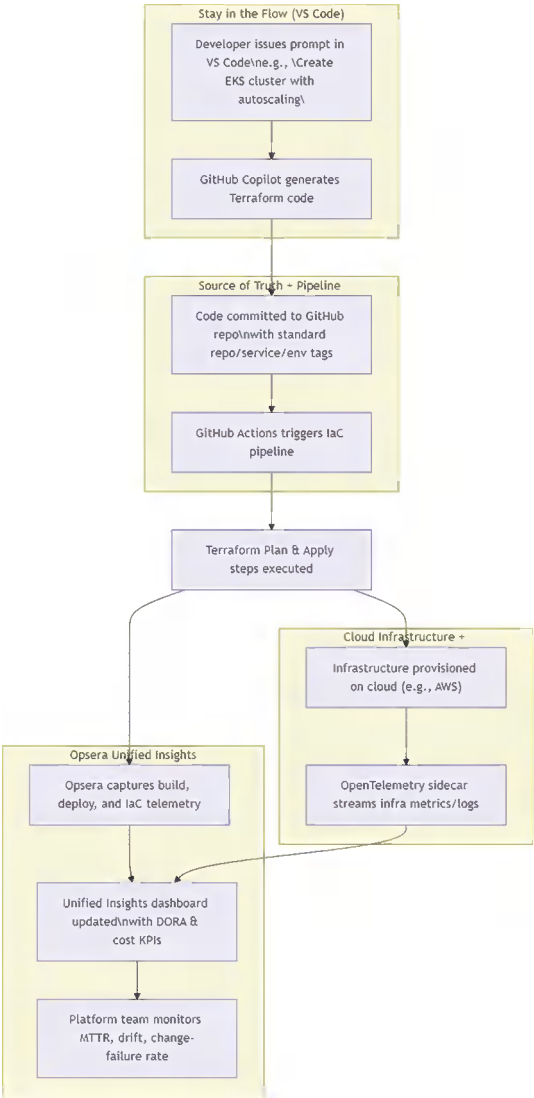 Stay in the Flow (VS Code)
Developer issues prompt in
VS Code\ne.g., \Create
EKS cluster with
autoscaling\
GitHub Copilot generates
Terraform code
Source of Truth + Pipeline
Code committed to GitHub
repo\nwith standard
repo/service/env tags
GitHub Actions triggers IaC
pipeline
Terraform Plan & Apply
steps executed
Cloud Infrastructure +
Infrastructure provisioned
on cloud (e.g., AWS)
OpenTelemetry sidecar
streams infra metrics/logs
Opsera Unified Insights
Opsera captures build,
deploy, and IaC telemetry
Unified Insights dashboard
updated\nwith DORA &
cost KPIs
Platform team monitors
MTTR, drift, change-
failure rate